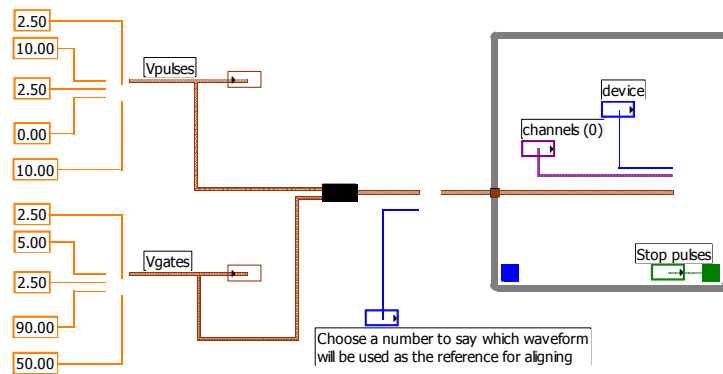 2.50
10.00
2.50
0.00
10.00
Vpulses
2.50
5.00
2.50
90.00
50.00
Vgates
Choose a number to say which waveform
will be used as the reference for aligning
device
channels (0)
Stop pulses